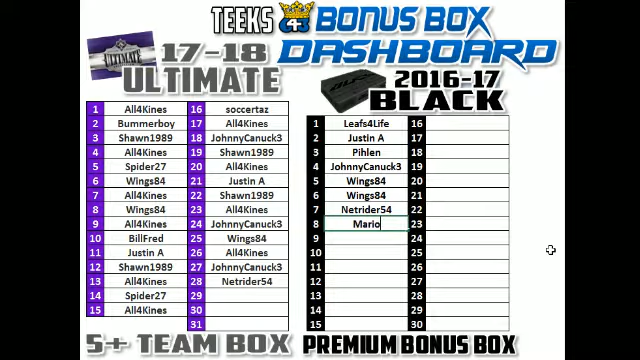 TEEKS 43 BONUS BOX
DASHBOARD
ULTIMATE
17-18
ULTIMATE
2016-17
BLACK
1 All4Kines 16 soccertaz
2 Bummerboy 17 All4Kines
3 Shawn1989 18 JohnnyCanuck3
4 All4Kines 19 Shawn1989
5 Spider27 20 All4Kines
6 Wings84 21 Justin A
7 All4Kines 22 Shawn1989
8 Wings84 23 All4Kines
9 All4Kines 24 JohnnyCanuck3
10 BillFred 25 Wings84
11 Justin A 26 All4Kines
12 Shawn1989 27 JohnnyCanuck3
13 All4Kines 28 Netrider54
14 Spider27 29
15 All4Kines 30
31
1 Leafs4Life 16
2 Justin A 17
3 Pihlen 18
4 JohnnyCanuck3 19
5 Wings84 20
6 Wings84 21
7 Netrider54 22
8 Mario 23
9 24
10 25
11 26
12 27
13 28
14 29
15 30
5+ TEAM BOX
PREMIUM BONUS BOX